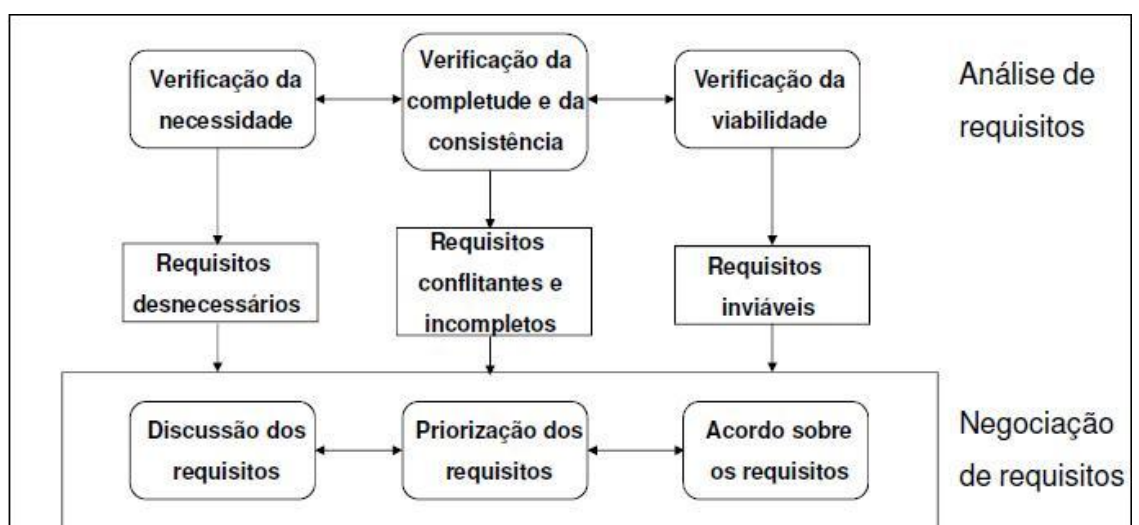 Verificação da
necessidade
Verificação da
completude e da
consistência
Verificação da
viabilidade
Análise de
requisitos
Requisitos
desnecessários
Requisitos
conflitantes e
incompletos
Requisitos
inviáveis
Discussão dos
requisitos
Priorização dos
requisitos
Acordo sobre
os requisitos
Negociação
de requisitos